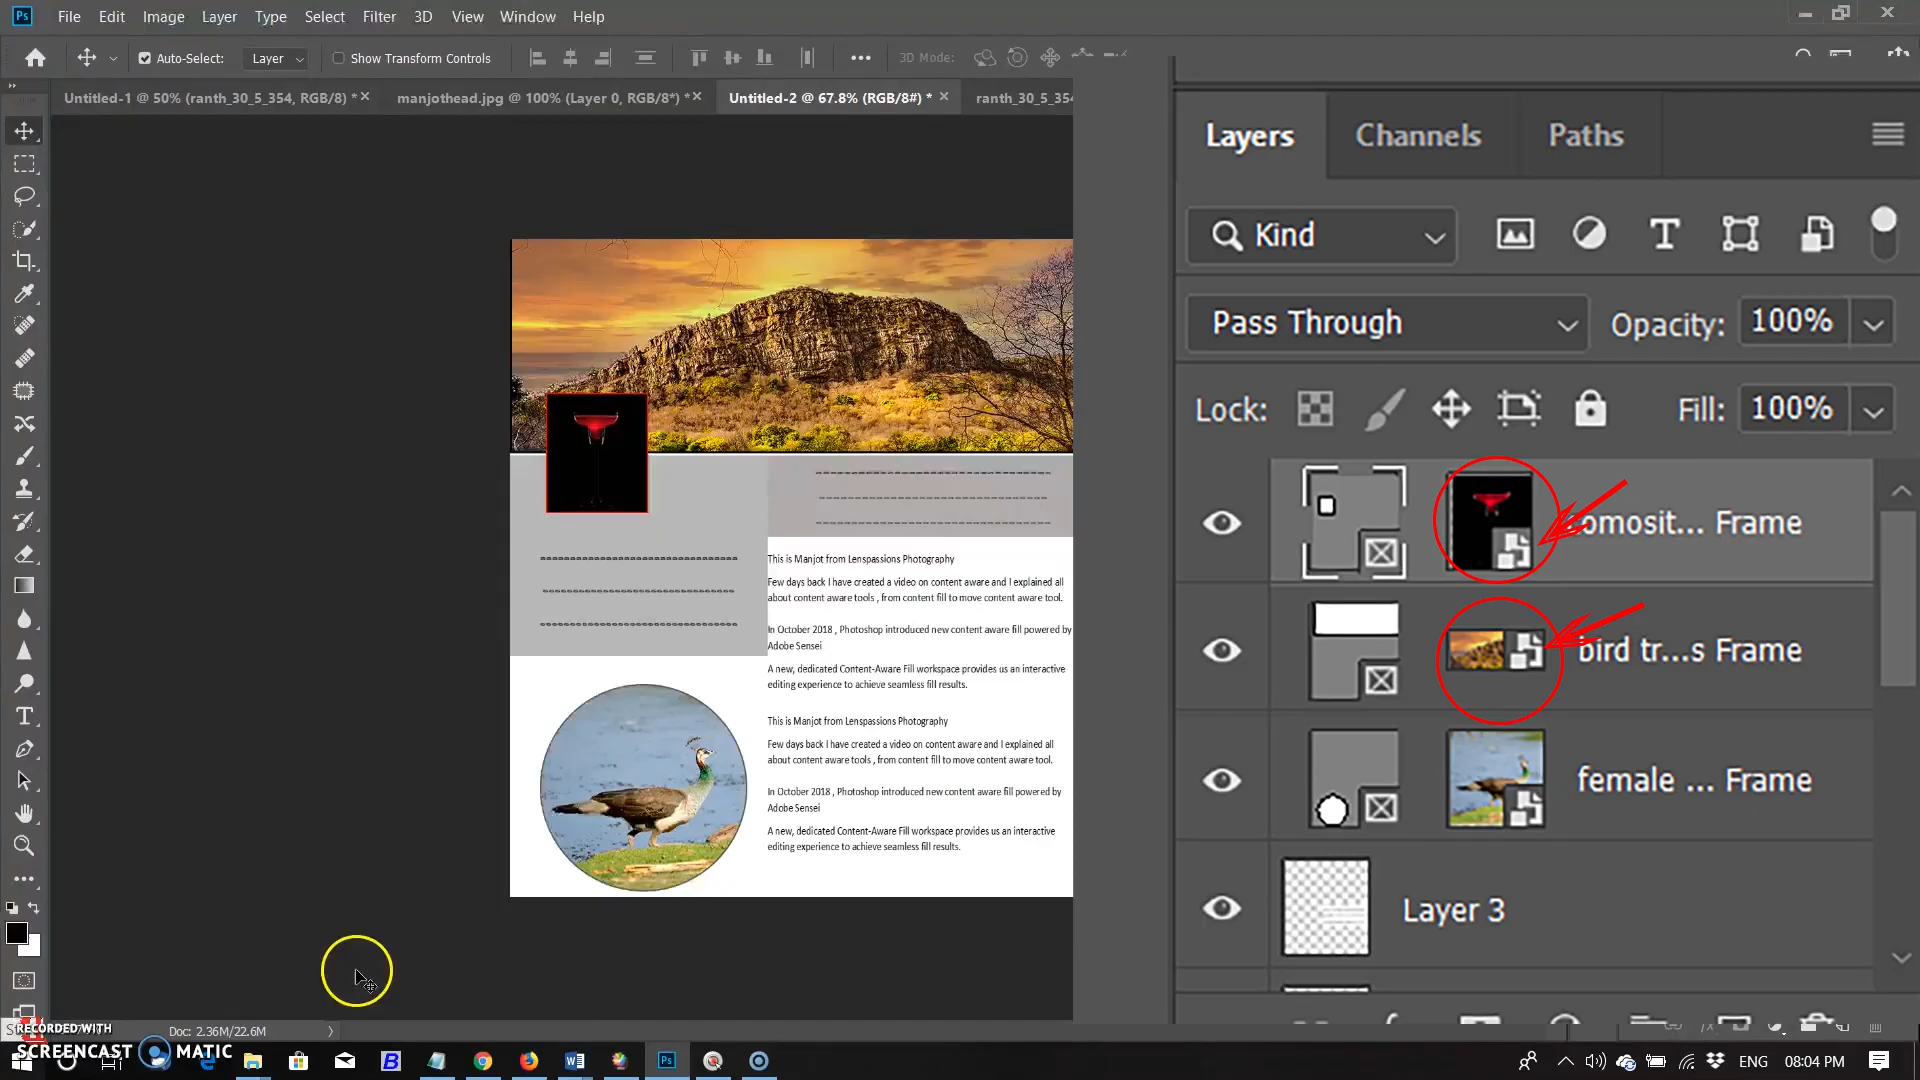 Ps File Edit Image Layer Type Select Filter 3D View Window Help
Auto-Select: Layer Show Transform Controls 3D Mode:
Untitled-1 @ 50% (ranth_30_5_354, RGB/8) * manjothead.jpg @ 100% (Layer 0, RGB/8*) * Untitled-2 @ 67.8% (RGB/8#) * ranth_30_5_354
Layers Channels Paths
Kind
Pass Through Opacity: 100%
Lock: Fill: 100%
comosit... Frame
bird tr...s Frame
female ... Frame
Layer 3
This is Manjot from Lenspassions Photography
Few days back I have created a video on content aware and I explained all
about content aware tools , from content fill to move content aware tool.
In October 2018 , Photoshop introduced new content aware fill powered by
Adobe Sensei
A new, dedicated Content-Aware Fill workspace provides us an interactive
editing experience to achieve seamless fill results.
This is Manjot from Lenspassions Photography
Few days back I have created a video on content aware and I explained all
about content aware tools , from content fill to move content aware tool.
In October 2018 , Photoshop introduced new content aware fill powered by
Adobe Sensei
A new, dedicated Content-Aware Fill workspace provides us an interactive
editing experience to achieve seamless fill results.
Doc: 2.36M/22.6M
RECORDED WITH
SCREENCAST MATIC
ENG 08:04 PM